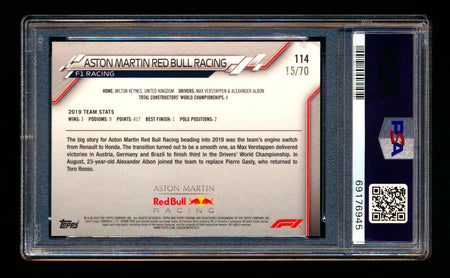 ASTON MARTIN RED BULL RACING
F1 RACING
114
15/70
HOME: MILTON KEYNES, UNITED KINGDOM DRIVERS: MAX VERSTAPPEN & ALEXANDER ALBON
TOTAL CONSTRUCTORS' WORLD CHAMPIONSHIPS: 4
2019 TEAM STATS
WINS: 3 PODIUMS: 9 POINTS: 417 BEST FINISH: 1 POLE POSITIONS: 2
The big story for Aston Martin Red Bull Racing heading into 2019 was the team's engine switch
from Renault to Honda. The transition turned out to be a smooth one, as Max Verstappen delivered
victories in Austria, Germany and Brazil to finish third in the Drivers' World Championship. In
August, 23-year-old Alexander Albon joined the team to replace Pierre Gasly, who returned to
Toro Rosso.
ASTON MARTIN
Red Bull
RACING
Topps
F1
PSA
69176945